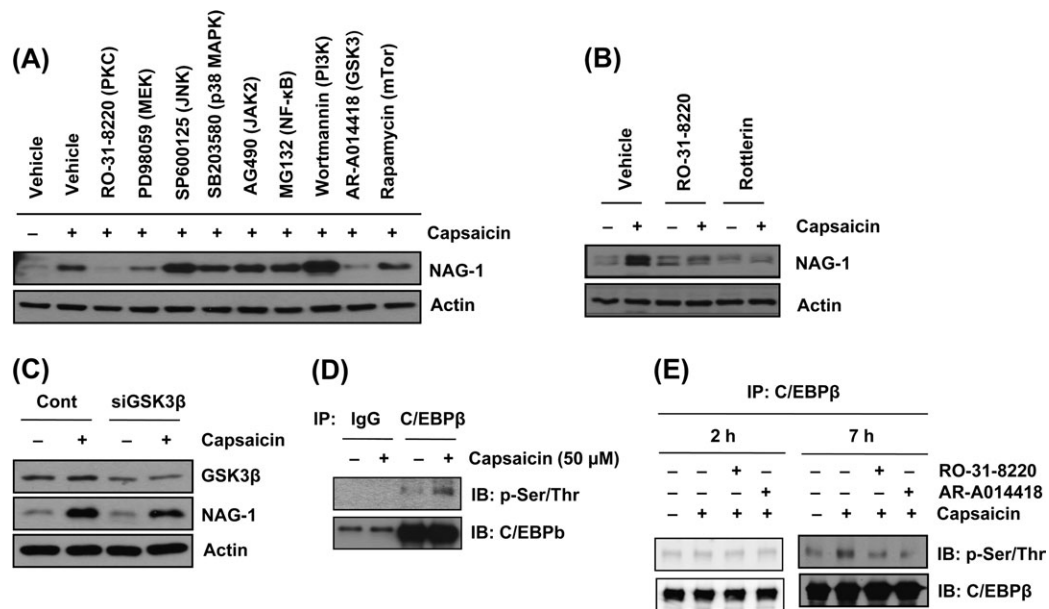 (A)
Vehicle
Vehicle
RO-31-8220 (PKC)
PD98059 (MEK)
SP600125 (JNK)
SB203580 (p38 MAPK)
AG490 (JAK2)
MG132 (NF-κB)
Wortmannin (PI3K)
AR-A014418 (GSK3)
Rapamycin (mTor)
– + + + + + + + + + + Capsaicin
NAG-1
Actin
(B)
Vehicle
RO-31-8220
Rottlerin
– + – + – + Capsaicin
NAG-1
Actin
(C)
Cont siGSK3β
– + – + Capsaicin
GSK3β
NAG-1
Actin
(D)
IP: IgG C/EBPβ
– + – + Capsaicin (50 μM)
IB: p-Ser/Thr
IB: C/EBPb
(E)
IP: C/EBPβ
2 h 7 h
– – + – – – + – RO-31-8220
– – – + – – – + AR-A014418
– + + + – + + + Capsaicin
IB: p-Ser/Thr
IB: C/EBPβ